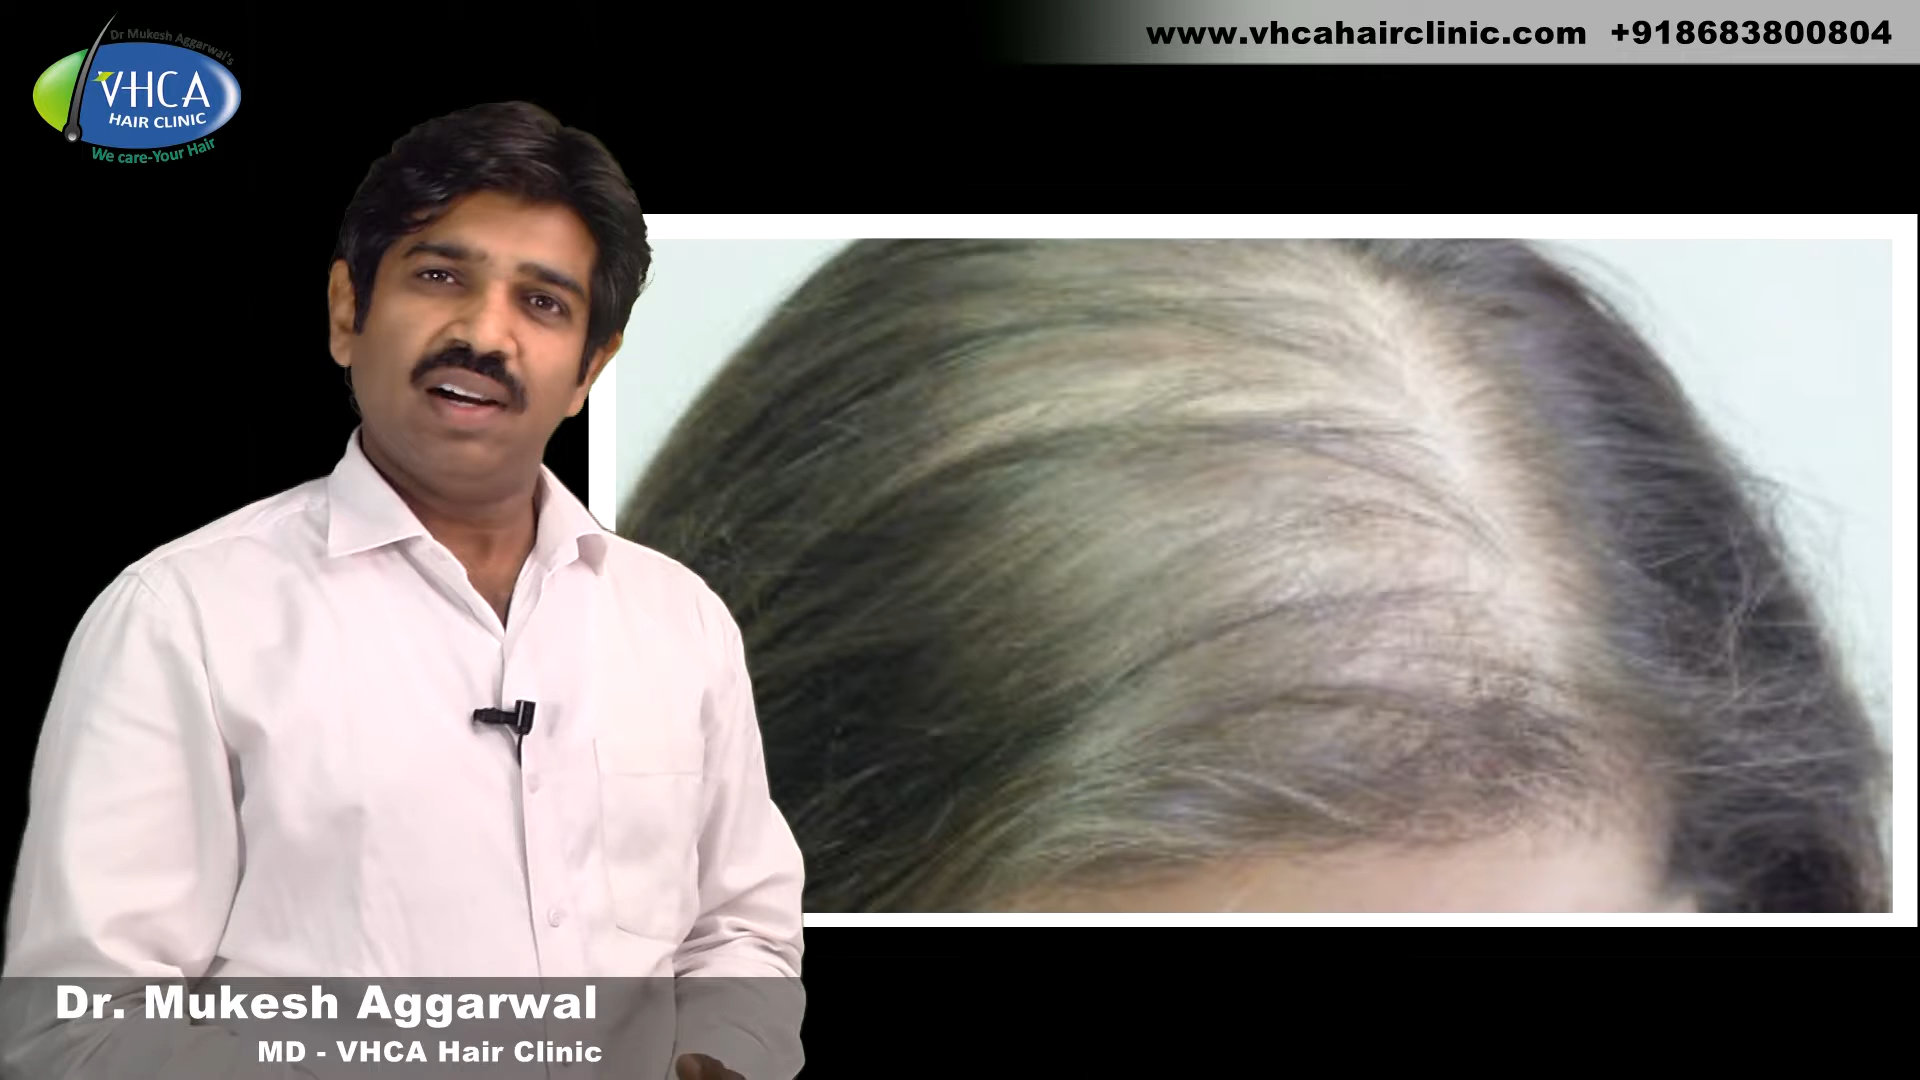 Dr Mukesh Aggarwal's
VHCA
HAIR CLINIC
We care-Your Hair
www.vhcahairclinic.com +918683800804
Dr. Mukesh Aggarwal
MD - VHCA Hair Clinic